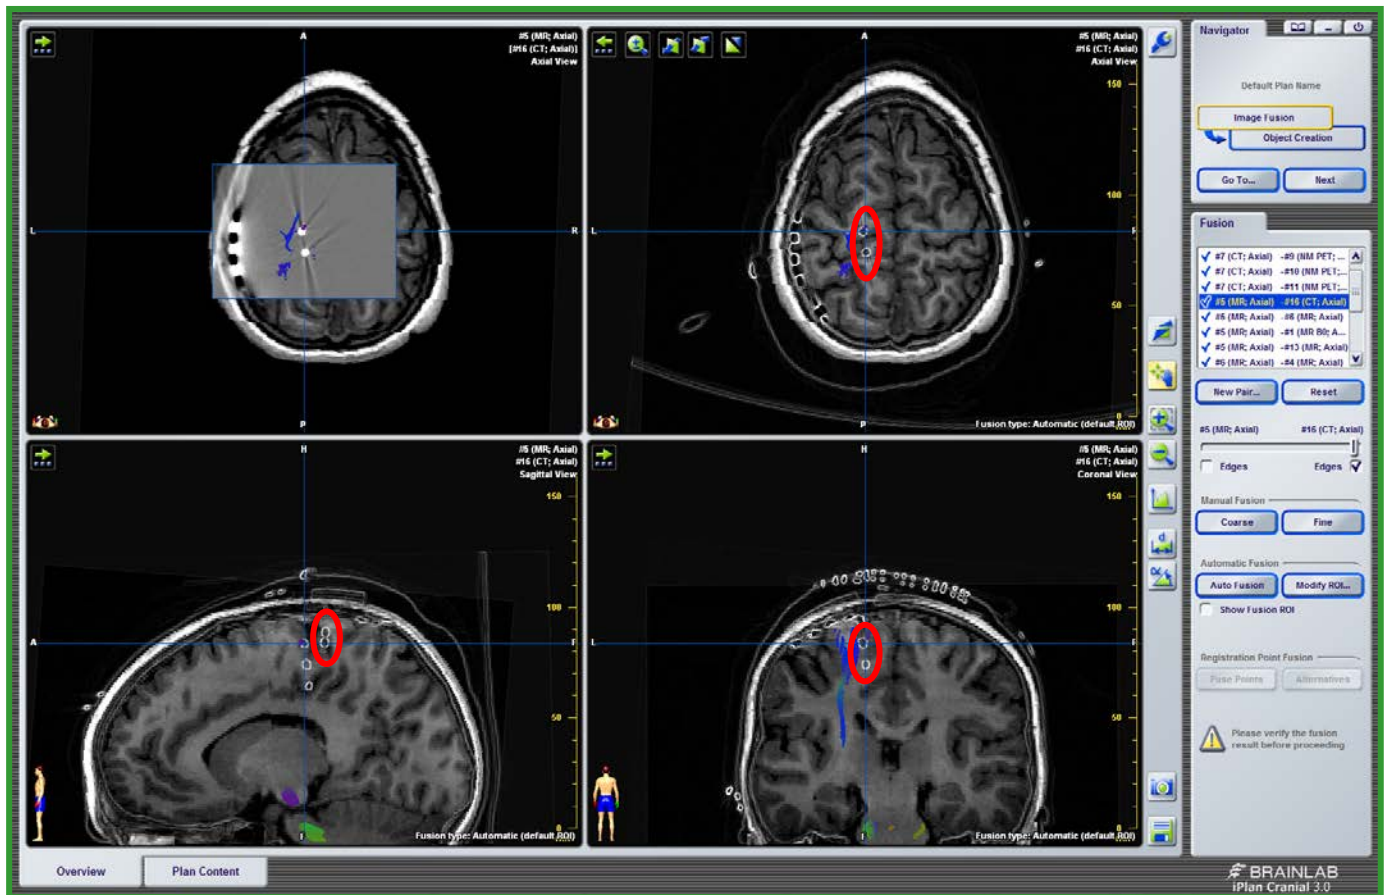 A
#5 (MR; Axial)
[#16 (CT; Axial)]
Axial View
L
R
P
A
#5 (MR; Axial)
#16 (CT; Axial)
Axial View
150
100
50
0
L
R
P
Fusion type: Automatic (default ROI)
H
#5 (MR; Axial)
#16 (CT; Axial)
Sagittal View
150
100
50
0
A
P
I
Fusion type: Automatic (default ROI)
H
#5 (MR; Axial)
#16 (CT; Axial)
Coronal View
150
100
50
0
L
R
I
Fusion type: Automatic (default ROI)
Overview
Plan Content
Navigator
Default Plan Name
Image Fusion
Object Creation
Go To...
Next
Fusion
#7 (CT; Axial) -#9 (NM PET; ...
#7 (CT; Axial) -#10 (NM PET;...
#7 (CT; Axial) -#11 (NM PET;...
#5 (MR; Axial) -#16 (CT; Axial)
#5 (MR; Axial) -#8 (MR; Axial)
#5 (MR; Axial) -#1 (MR B0; A...
#5 (MR; Axial) -#13 (MR; Axial)
#6 (MR; Axial) -#4 (MR; Axial)
New Pair...
Reset
#5 (MR; Axial)
#16 (CT; Axial)
Edges
Edges
Manual Fusion
Coarse
Fine
Automatic Fusion
Auto Fusion
Modify ROI...
Show Fusion ROI
Registration Point Fusion
Fuse Points
Alternatives
Please verify the fusion
result before proceeding
BRAINLAB
iPlan Cranial 3.0